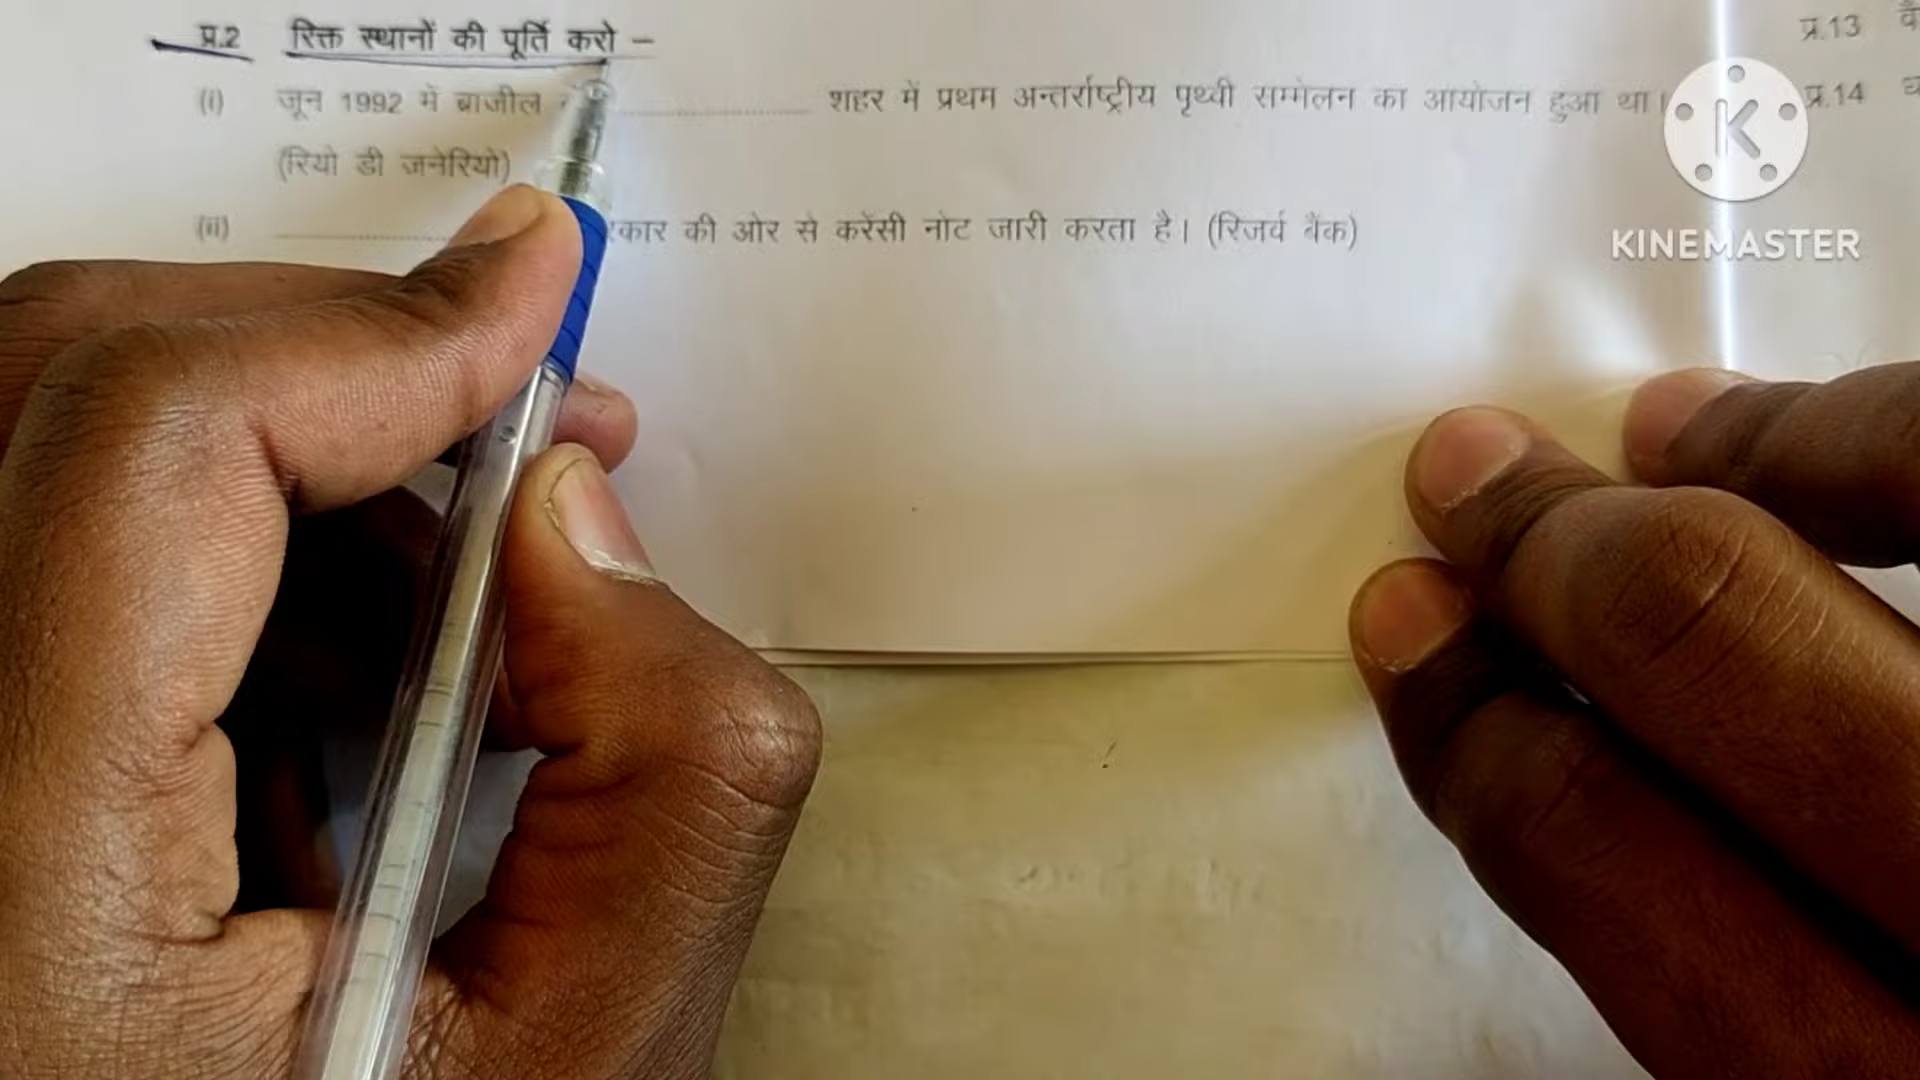 प्र.2 रिक्त स्थानों की पूर्ति करो –
(i) जून 1992 में ब्राजील ............ शहर में प्रथम अन्तर्राष्ट्रीय पृथ्वी सम्मेलन का आयोजन हुआ था।
(रियो डी जनेरियो)
(ii) ............ की ओर से करेंसी नोट जारी करता है। (रिजर्व बैंक)
प्र.13
प्र.14
K
KINEMASTER